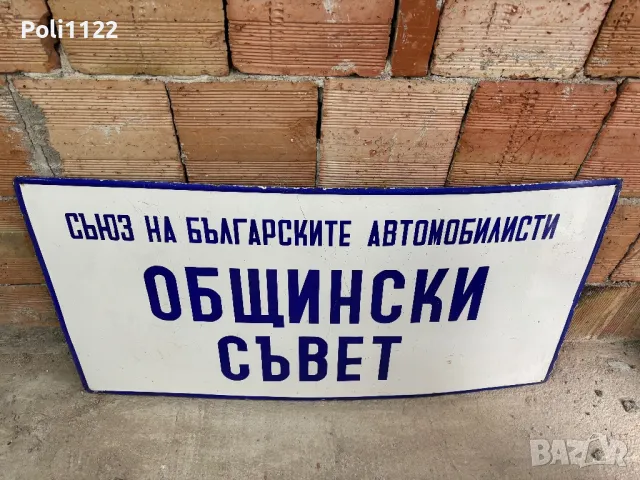 Poli1122
СЪЮЗ НА БЪЛГАРСКИТЕ АВТОМОБИЛИСТИ
ОБЩИНСКИ
СЪВЕТ
BAZAR